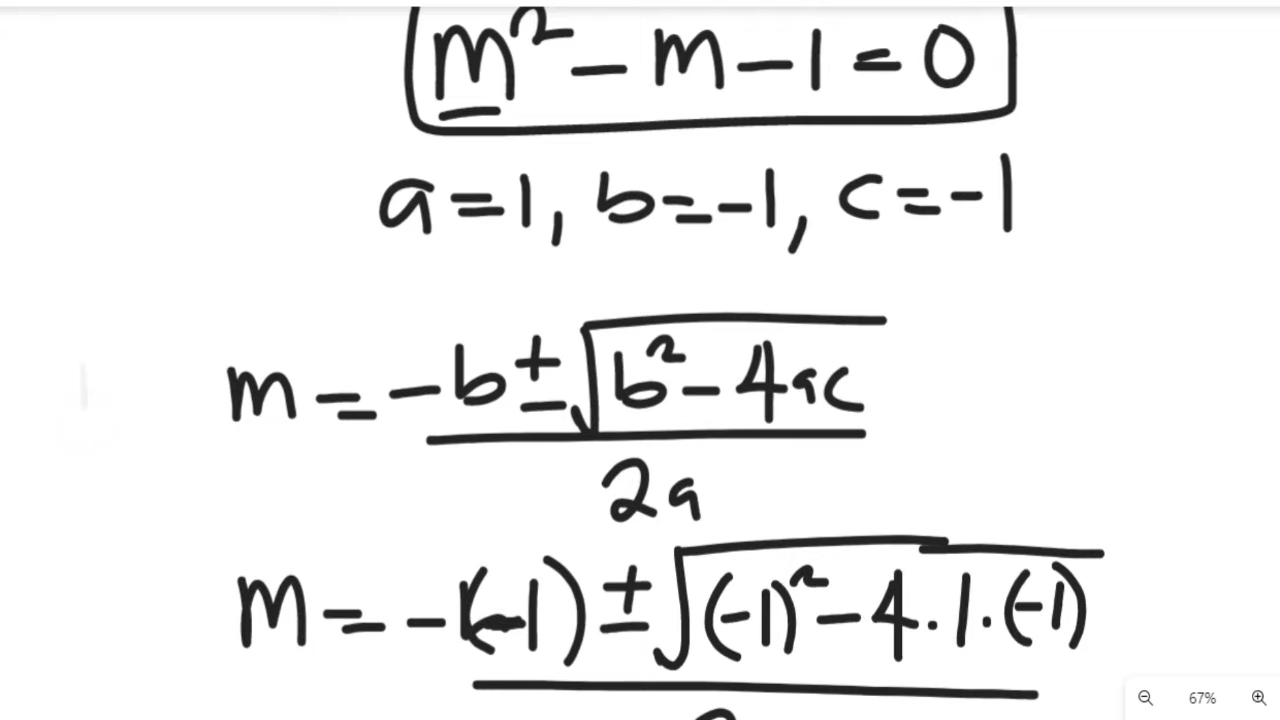 m² - m - 1 = 0
a = 1, b = -1, c = -1
m = -b ± √(b² - 4ac)
2a
m = -(-1) ± √((-1)² - 4 · 1 · (-1))
67%